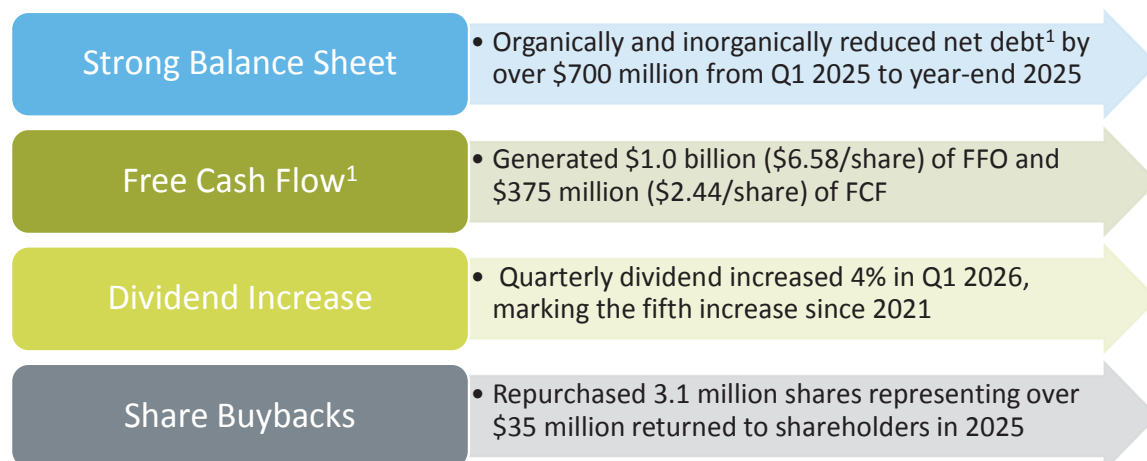 Strong Balance Sheet
• Organically and inorganically reduced net debt¹ by
over $700 million from Q1 2025 to year-end 2025
Free Cash Flow¹
• Generated $1.0 billion ($6.58/share) of FFO and
$375 million ($2.44/share) of FCF
Dividend Increase
• Quarterly dividend increased 4% in Q1 2026,
marking the fifth increase since 2021
Share Buybacks
• Repurchased 3.1 million shares representing over
$35 million returned to shareholders in 2025